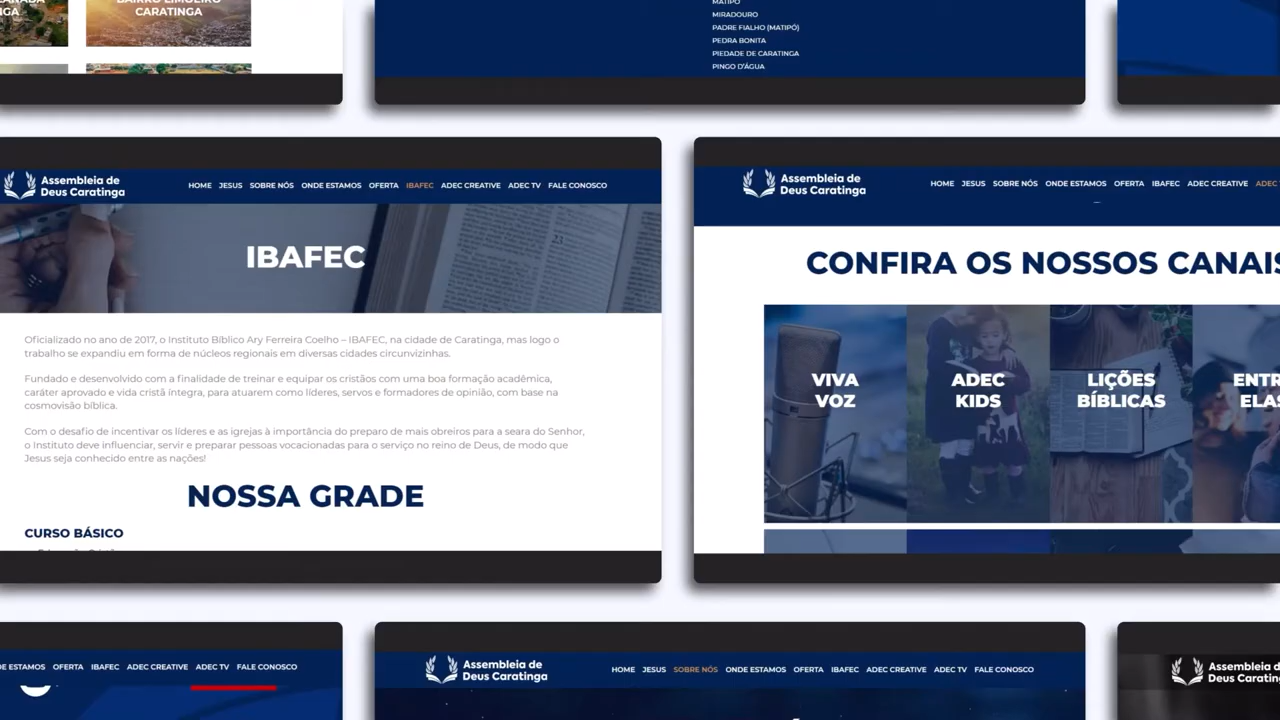 INGA
BAIRRO LIMOEIRO
CARATINGA
MATIPÓ
MIRADOURO
PADRE FIALHO (MATIPÓ)
PEDRA BONITA
PIEDADE DE CARATINGA
PINGO D'ÁGUA
Assembleia de
Deus Caratinga
HOME JESUS SOBRE NÓS ONDE ESTAMOS OFERTA IBAFEC ADEC CREATIVE ADEC TV FALE CONOSCO
IBAFEC
Oficializado no ano de 2017, o Instituto Bíblico Ary Ferreira Coelho – IBAFEC, na cidade de Caratinga, mas logo o
trabalho se expandiu em forma de núcleos regionais em diversas cidades circunvizinhas.
Fundado e desenvolvido com a finalidade de treinar e equipar os cristãos com uma boa formação acadêmica,
caráter aprovado e vida cristã íntegra, para atuarem como líderes, servos e formadores de opinião, com base na
cosmovisão bíblica.
Com o desafio de incentivar os líderes e as igrejas à importância do preparo de mais obreiros para a seara do Senhor,
o Instituto deve influenciar, servir e preparar pessoas vocacionadas para o serviço no reino de Deus, de modo que
Jesus seja conhecido entre as nações!
NOSSA GRADE
CURSO BÁSICO
Assembleia de
Deus Caratinga
HOME JESUS SOBRE NÓS ONDE ESTAMOS OFERTA IBAFEC ADEC CREATIVE ADEC
CONFIRA OS NOSSOS CANAIS
VIVA
VOZ
ADEC
KIDS
LIÇÕES
BÍBLICAS
ENTR
ELAS
DE ESTAMOS OFERTA IBAFEC ADEC CREATIVE ADEC TV FALE CONOSCO
Assembleia de
Deus Caratinga
HOME JESUS SOBRE NÓS ONDE ESTAMOS OFERTA IBAFEC ADEC CREATIVE ADEC TV FALE CONOSCO
Assembleia de
Deus Caratinga